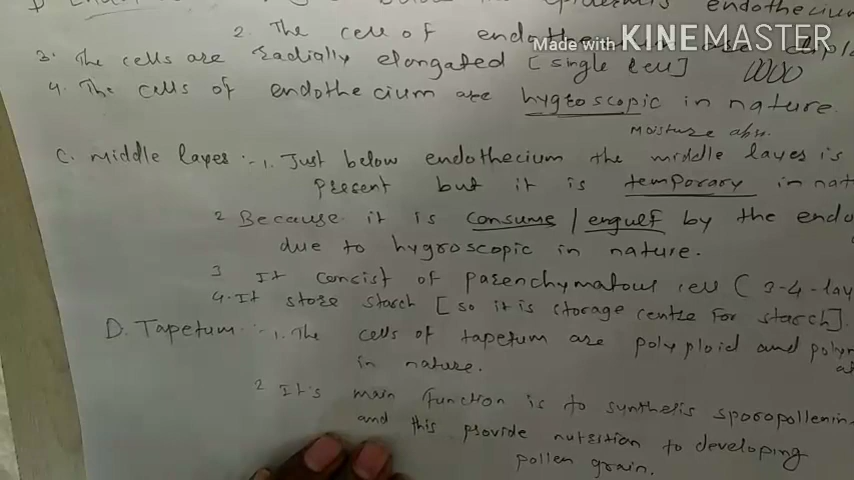 below the epidermis endothecium
2. The cell of endothe
Made with KINEMASTER
3. The cells are radially elongated [single cell]
4. The cells of endothecium are hygroscopic in nature.
Moisture abs.
C. Middle layer :- 1. Just below endothecium the middle layer is
present but it is temporary in nat
2 Because it is consume / engulf by the endo
due to hygroscopic in nature.
3 It consist of parenchymatous cell ( 3-4-lay
4. It store starch [so it is storage centre for starch].
D. Tapetum :- 1. The cells of tapetum are polyploid and polyn
in nature.
2 It's main function is to synthesis sporopollenin
and this provide nutrition to developing
pollen grain.